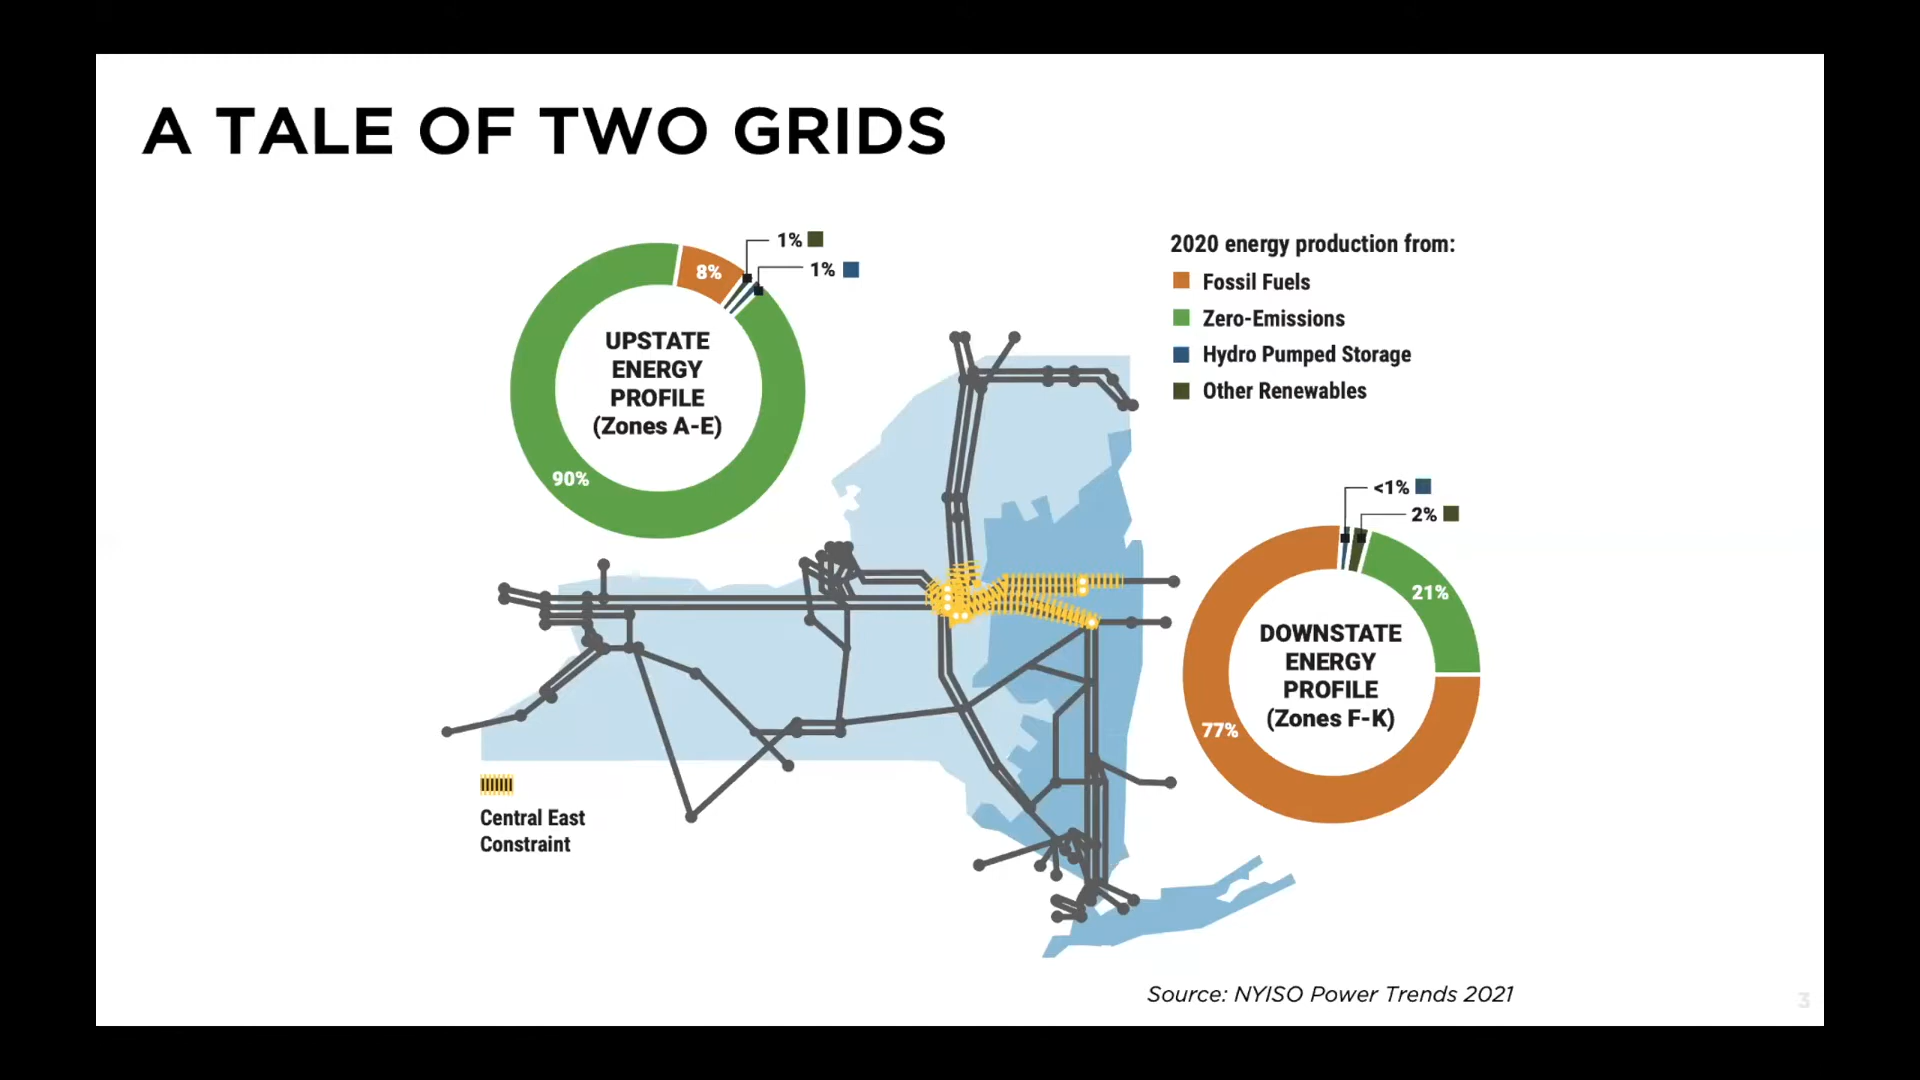 A TALE OF TWO GRIDS
1%
1%
8%
UPSTATE
ENERGY
PROFILE
(Zones A-E)
90%
2020 energy production from:
Fossil Fuels
Zero-Emissions
Hydro Pumped Storage
Other Renewables
<1%
2%
21%
DOWNSTATE
ENERGY
PROFILE
(Zones F-K)
77%
Central East
Constraint
Source: NYISO Power Trends 2021
3